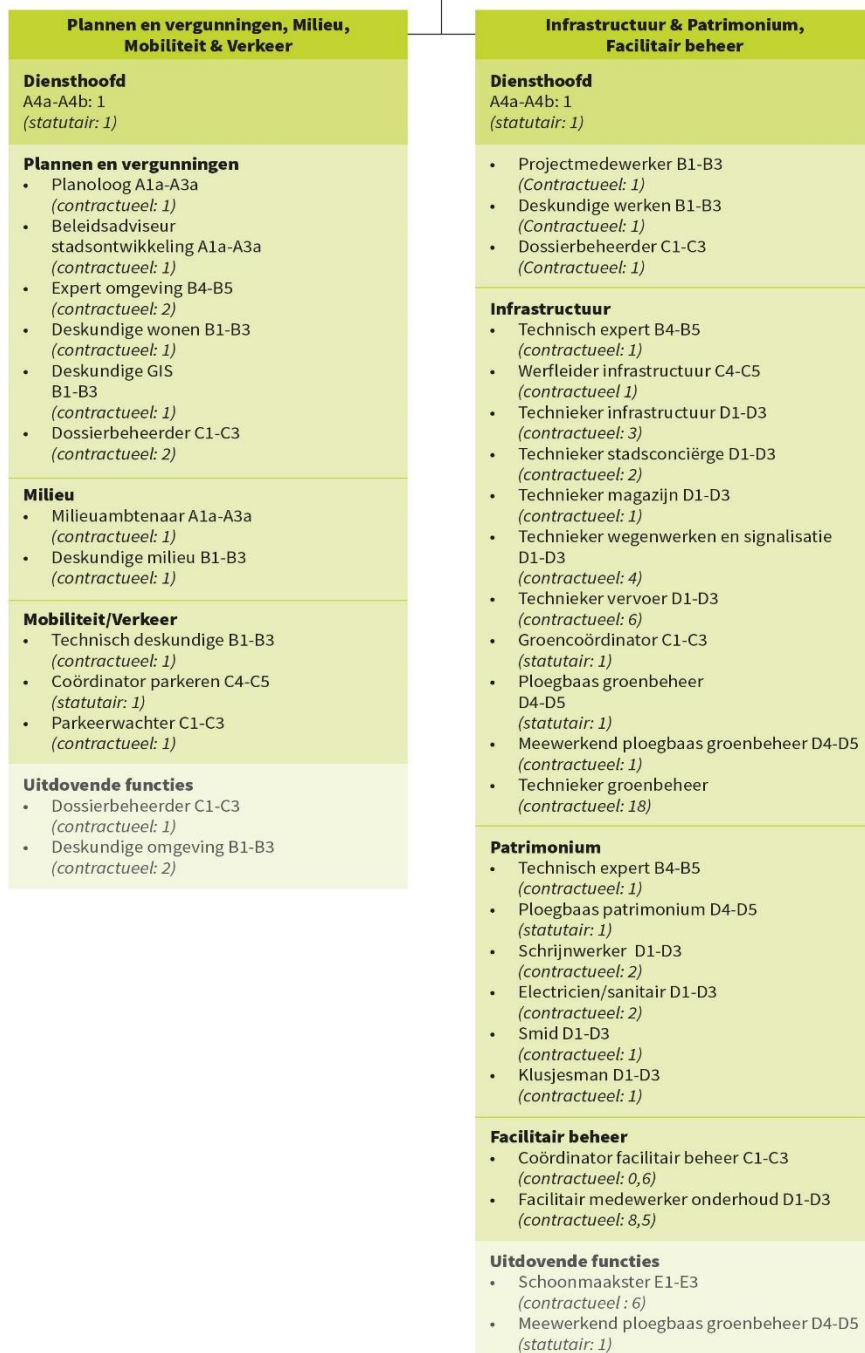 Plannen en vergunningen, Milieu,
Mobiliteit & Verkeer
Diensthoofd
A4a-A4b: 1
(statutair: 1)
Plannen en vergunningen
• Planoloog A1a-A3a
(contractueel: 1)
• Beleidsadviseur
stadsontwikkeling A1a-A3a
(contractueel: 1)
• Expert omgeving B4-B5
(contractueel: 2)
• Deskundige wonen B1-B3
(contractueel: 1)
• Deskundige GIS
B1-B3
(contractueel: 1)
• Dossierbeheerder C1-C3
(contractueel: 2)
Milieu
• Milieuambtenaar A1a-A3a
(contractueel: 1)
• Deskundige milieu B1-B3
(contractueel: 1)
Mobiliteit/Verkeer
• Technisch deskundige B1-B3
(contractueel: 1)
• Coördinator parkeren C4-C5
(statutair: 1)
• Parkeerwachter C1-C3
(contractueel: 1)
Uitdovende functies
• Dossierbeheerder C1-C3
(contractueel: 1)
• Deskundige omgeving B1-B3
(contractueel: 2)
Infrastructuur & Patrimonium,
Facilitair beheer
Diensthoofd
A4a-A4b: 1
(statutair: 1)
• Projectmedewerker B1-B3
(Contractueel: 1)
• Deskundige werken B1-B3
(Contractueel: 1)
• Dossierbeheerder C1-C3
(Contractueel: 1)
Infrastructuur
• Technisch expert B4-B5
(contractueel: 1)
• Werfleider infrastructuur C4-C5
(contractueel 1)
• Technieker infrastructuur D1-D3
(contractueel: 3)
• Technieker stadsconciërge D1-D3
(contractueel: 2)
• Technieker magazijn D1-D3
(contractueel: 1)
• Technieker wegenwerken en signalisatie
D1-D3
(contractueel: 4)
• Technieker vervoer D1-D3
(contractueel: 6)
• Groencoördinator C1-C3
(statutair: 1)
• Ploegbaas groenbeheer
D4-D5
(statutair: 1)
• Meewerkend ploegbaas groenbeheer D4-D5
(contractueel: 1)
• Technieker groenbeheer
(contractueel: 18)
Patrimonium
• Technisch expert B4-B5
(contractueel: 1)
• Ploegbaas patrimonium D4-D5
(statutair: 1)
• Schrijnwerker D1-D3
(contractueel: 2)
• Electricien/sanitair D1-D3
(contractueel: 2)
• Smid D1-D3
(contractueel: 1)
• Klusjesman D1-D3
(contractueel: 1)
Facilitair beheer
• Coördinator facilitair beheer C1-C3
(contractueel: 0,6)
• Facilitair medewerker onderhoud D1-D3
(contractueel: 8,5)
Uitdovende functies
• Schoonmaakster E1-E3
(contractueel : 6)
• Meewerkend ploegbaas groenbeheer D4-D5
(statutair: 1)